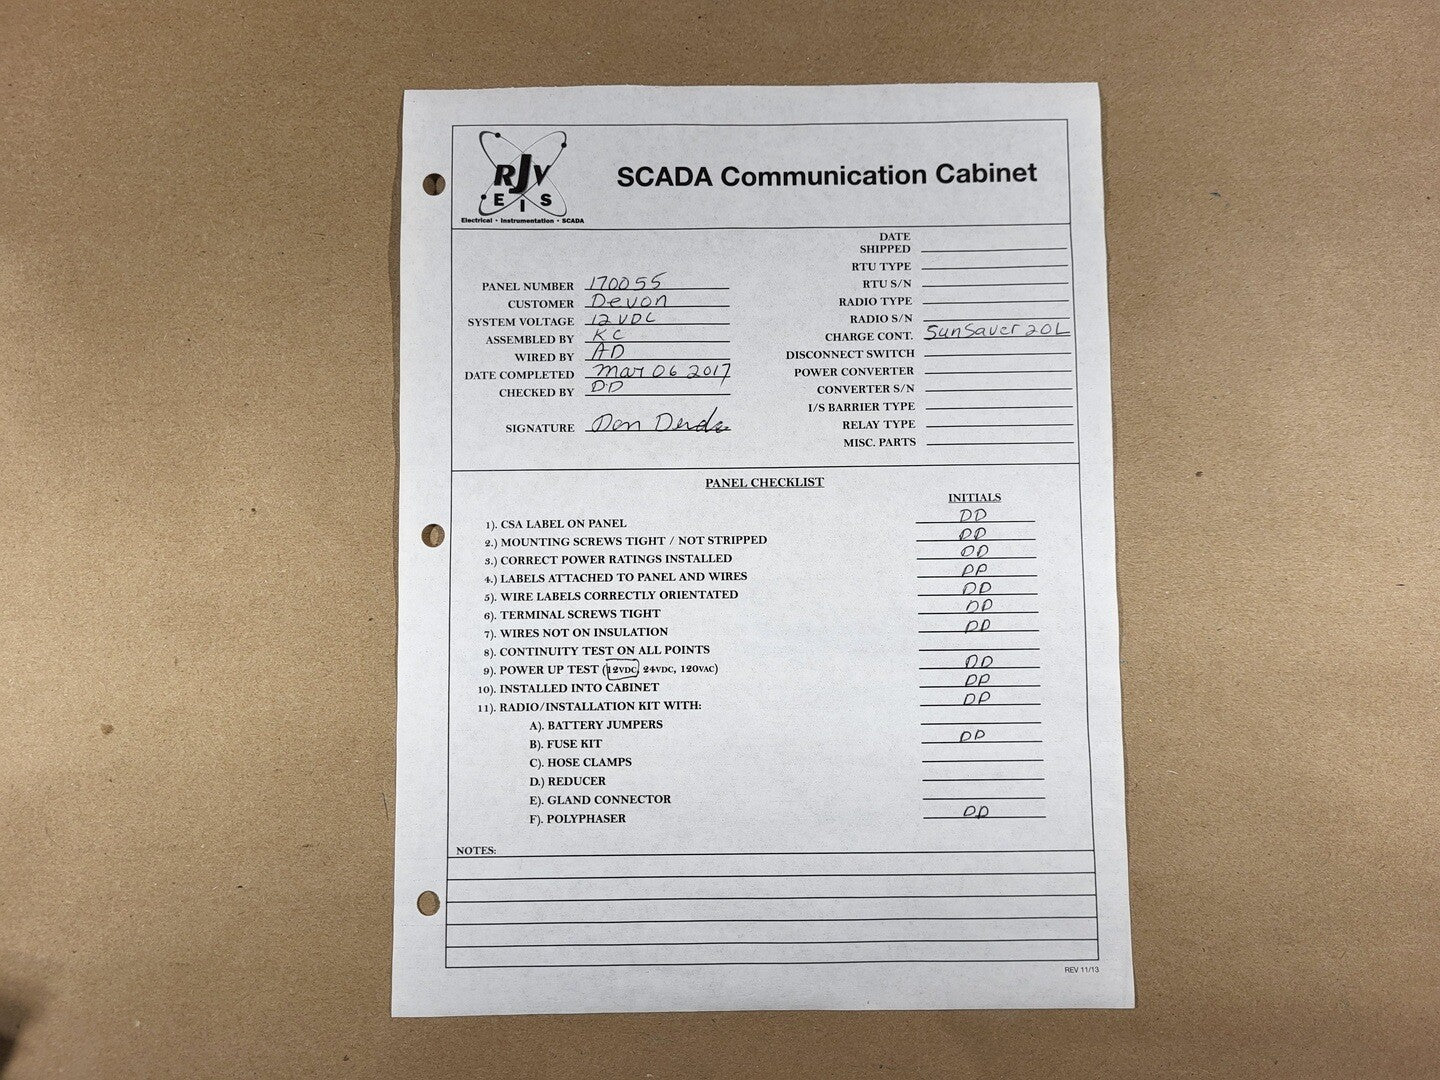 RJV
EIS
Electrical • Instrumentation • SCADA
SCADA Communication Cabinet
PANEL NUMBER 170055
CUSTOMER Devon
SYSTEM VOLTAGE 12 VDC
ASSEMBLED BY KC
WIRED BY AD
DATE COMPLETED Mar 06 2017
CHECKED BY DD
SIGNATURE Don
DATE
SHIPPED
RTU TYPE
RTU S/N
RADIO TYPE
RADIO S/N
CHARGE CONT. SunSaver 20L
DISCONNECT SWITCH
POWER CONVERTER
CONVERTER S/N
I/S BARRIER TYPE
RELAY TYPE
MISC. PARTS
PANEL CHECKLIST
INITIALS
1). CSA LABEL ON PANEL DD
2.) MOUNTING SCREWS TIGHT / NOT STRIPPED DD
3.) CORRECT POWER RATINGS INSTALLED DD
4.) LABELS ATTACHED TO PANEL AND WIRES DD
5). WIRE LABELS CORRECTLY ORIENTATED DD
6). TERMINAL SCREWS TIGHT DD
7). WIRES NOT ON INSULATION DD
8). CONTINUITY TEST ON ALL POINTS
9). POWER UP TEST (12VDC, 24VDC, 120VAC) DD
10). INSTALLED INTO CABINET DD
11). RADIO/INSTALLATION KIT WITH: DD
A). BATTERY JUMPERS
B). FUSE KIT DD
C). HOSE CLAMPS
D.) REDUCER
E). GLAND CONNECTOR
F). POLYPHASER DD
NOTES:
REV 11/13